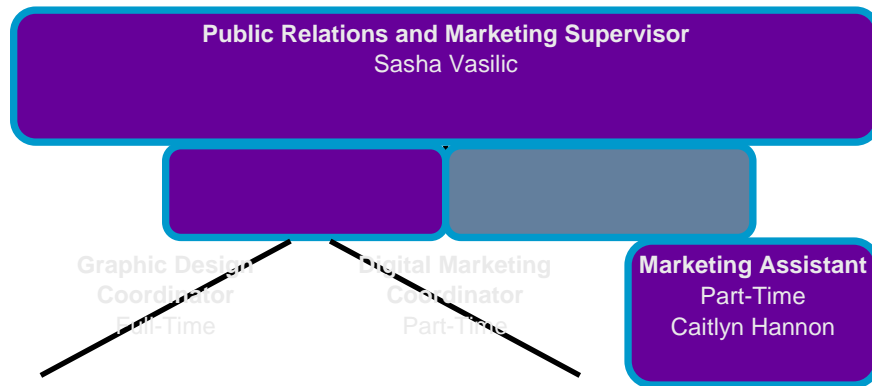 Public Relations and Marketing Supervisor
Sasha Vasilic
Graphic Design
Coordinator
Full-Time
Digital Marketing
Coordinator
Part-Time
Marketing Assistant
Part-Time
Caitlyn Hannon